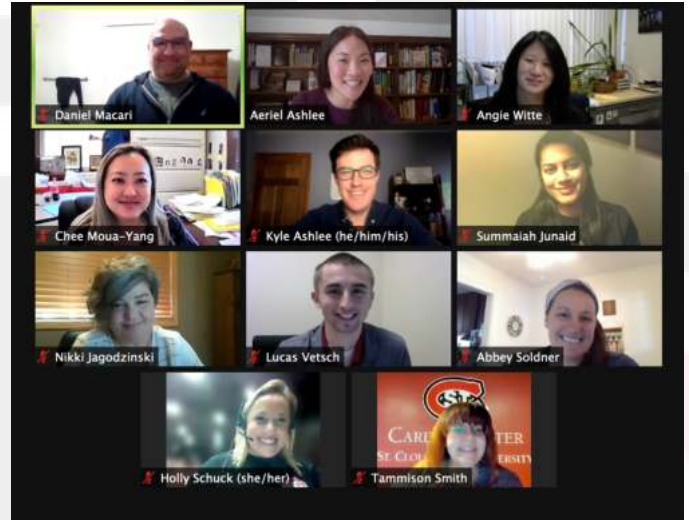 Daniel Macari
Aeriel Ashlee
Angie Witte
Chee Moua-Yang
Kyle Ashlee (he/him/his)
Summaiah Junaid
Nikki Jagodzinski
Lucas Vetsch
Abbey Soldner
Holly Schuck (she/her)
Tammison Smith